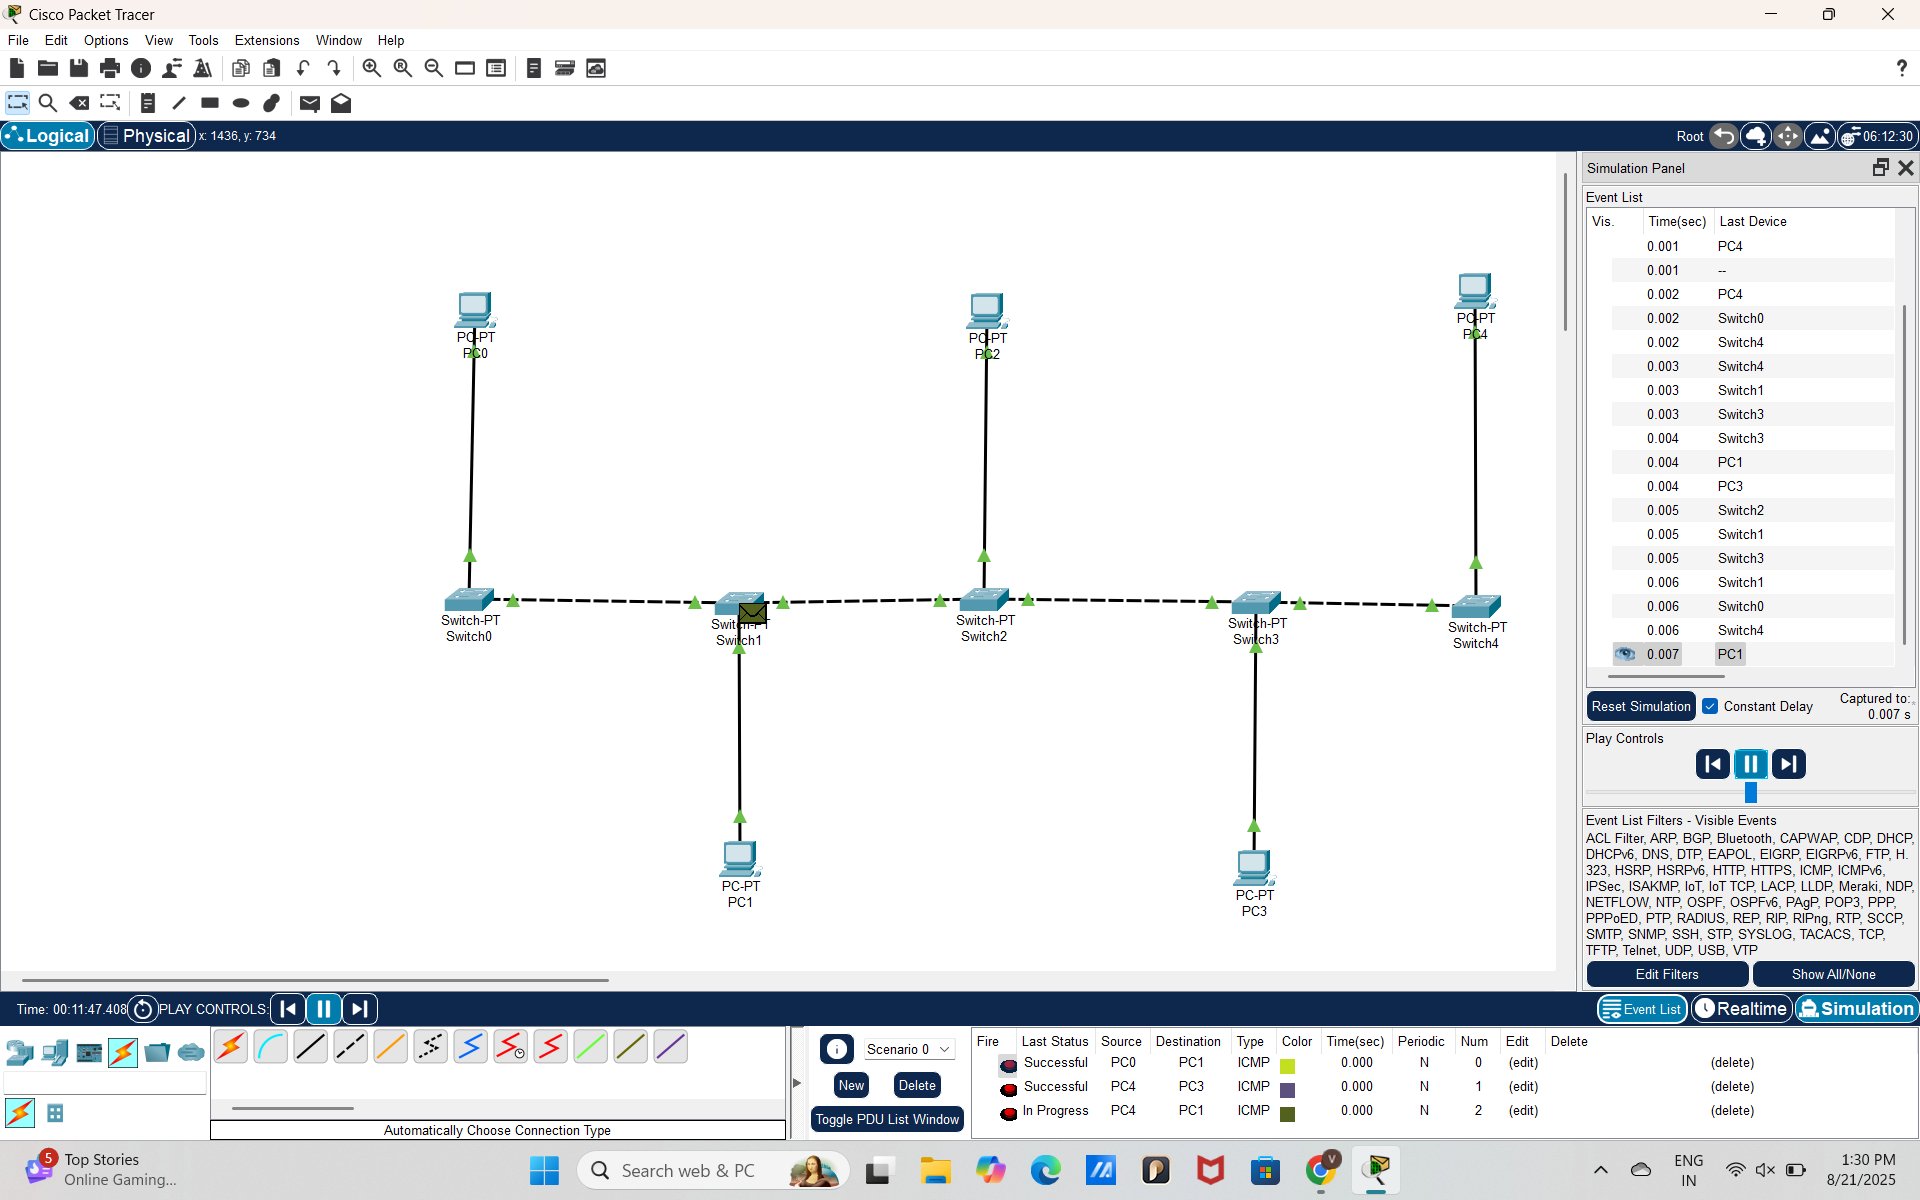 Cisco Packet Tracer
File Edit Options View Tools Extensions Window Help
?
Logical Physical x: 1436, y: 734 Root 06:12:30
Simulation Panel
Event List
Vis. Time(sec) Last Device
0.001 PC4
0.001 --
0.002 PC4
0.002 Switch0
0.002 Switch4
0.003 Switch4
0.003 Switch1
0.003 Switch3
0.004 Switch3
0.004 PC1
0.004 PC3
0.005 Switch2
0.005 Switch1
0.005 Switch3
0.006 Switch1
0.006 Switch0
0.006 Switch4
0.007 PC1
Reset Simulation Constant Delay Captured to:
0.007 s
Play Controls
Event List Filters - Visible Events
ACL Filter, ARP, BGP, Bluetooth, CAPWAP, CDP, DHCP,
DHCPv6, DNS, DTP, EAPOL, EIGRP, EIGRPv6, FTP, H.
323, HSRP, HSRPv6, HTTP, HTTPS, ICMP, ICMPv6,
IPSec, ISAKMP, IoT, IoT TCP, LACP, LLDP, Meraki, NDP,
NETFLOW, NTP, OSPF, OSPFv6, PAgP, POP3, PPP,
PPPoED, PTP, RADIUS, REP, RIP, RIPng, RTP, SCCP,
SMTP, SNMP, SSH, STP, SYSLOG, TACACS, TCP,
TFTP, Telnet, UDP, USB, VTP
Edit Filters Show All/None
PC-PT
PC0
PC-PT
PC2
PC-PT
PC4
Switch-PT
Switch0
Switch-PT
Switch1
Switch-PT
Switch2
Switch-PT
Switch3
Switch-PT
Switch4
PC-PT
PC1
PC-PT
PC3
Time: 00:11:47.408 PLAY CONTROLS: Event List Realtime Simulation
Automatically Choose Connection Type
Scenario 0
New Delete
Toggle PDU List Window
Fire Last Status Source Destination Type Color Time(sec) Periodic Num Edit Delete
Successful PC0 PC1 ICMP 0.000 N 0 (edit) (delete)
Successful PC4 PC3 ICMP 0.000 N 1 (edit) (delete)
In Progress PC4 PC1 ICMP 0.000 N 2 (edit) (delete)
5
Top Stories
Online Gaming...
Search web & PC
V
ENG
IN
1:30 PM
8/21/2025